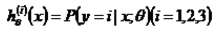 h_θ^{(i)}(x) = P(y = i | x; θ)(i = 1,2,3)